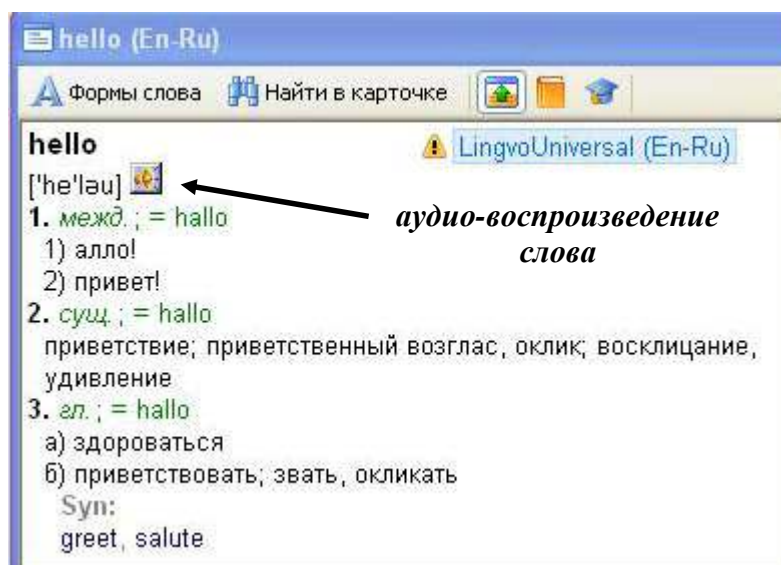 hello (En-Ru)
Формы слова Найти в карточке
hello LingvoUniversal (En-Ru)
['he'ləu]
1. межд. ; = hallo
аудио-воспроизведение
слова
1) алло!
2) привет!
2. сущ. ; = hallo
приветствие; приветственный возглас, оклик; восклицание,
удивление
3. гл. ; = hallo
а) здороваться
б) приветствовать; звать, окликать
Syn:
greet, salute